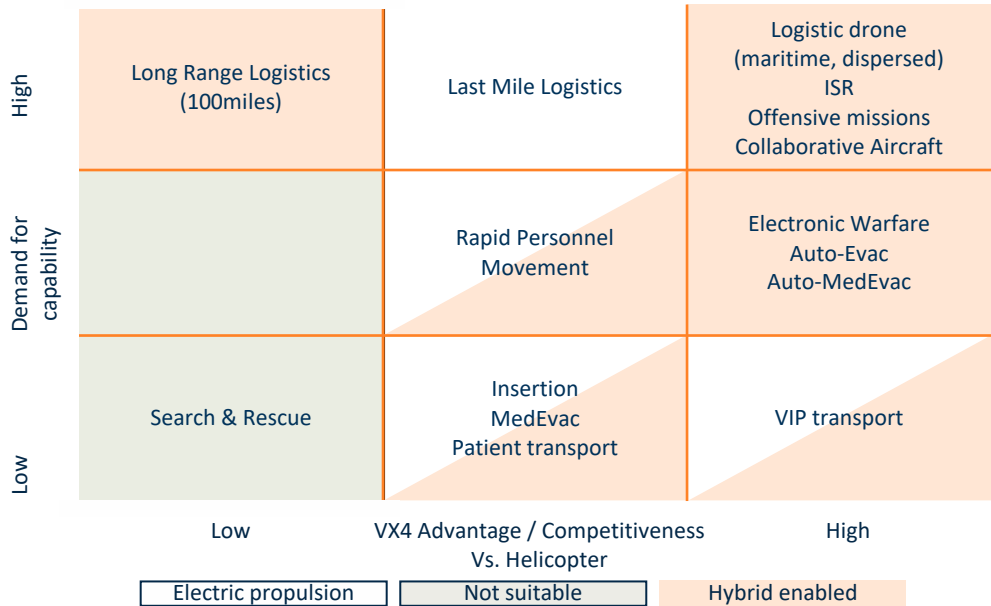 High
Long Range Logistics
(100miles)
Last Mile Logistics
Logistic drone
(maritime, dispersed)
ISR
Offensive missions
Collaborative Aircraft
Demand for
capability
Rapid Personnel
Movement
Electronic Warfare
Auto-Evac
Auto-MedEvac
Low
Search & Rescue
Insertion
MedEvac
Patient transport
VIP transport
Low
VX4 Advantage / Competitiveness
Vs. Helicopter
High
Electric propulsion
Not suitable
Hybrid enabled